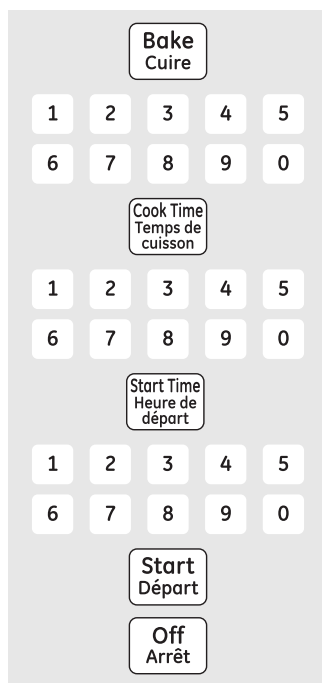 Bake
Cuire
1 2 3 4 5
6 7 8 9 0
Cook Time
Temps de
cuisson
1 2 3 4 5
6 7 8 9 0
Start Time
Heure de
départ
1 2 3 4 5
6 7 8 9 0
Start
Départ
Off
Arrêt